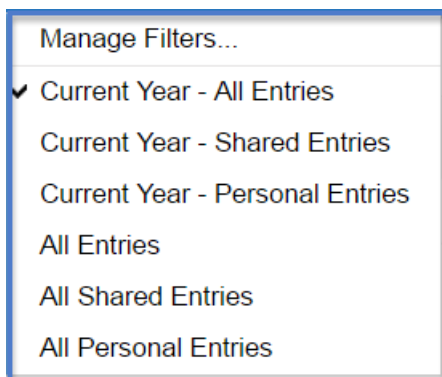 Manage Filters...
Current Year - All Entries
Current Year - Shared Entries
Current Year - Personal Entries
All Entries
All Shared Entries
All Personal Entries